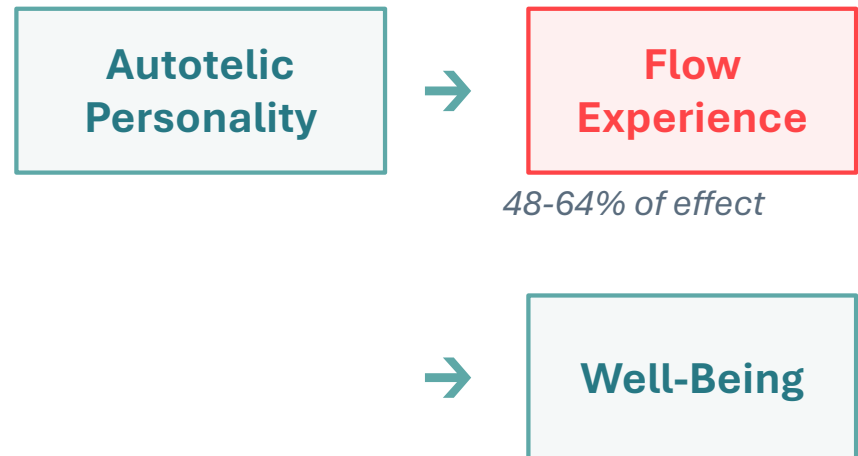 Autotelic
Personality
Flow
Experience
48-64% of effect
Well-Being